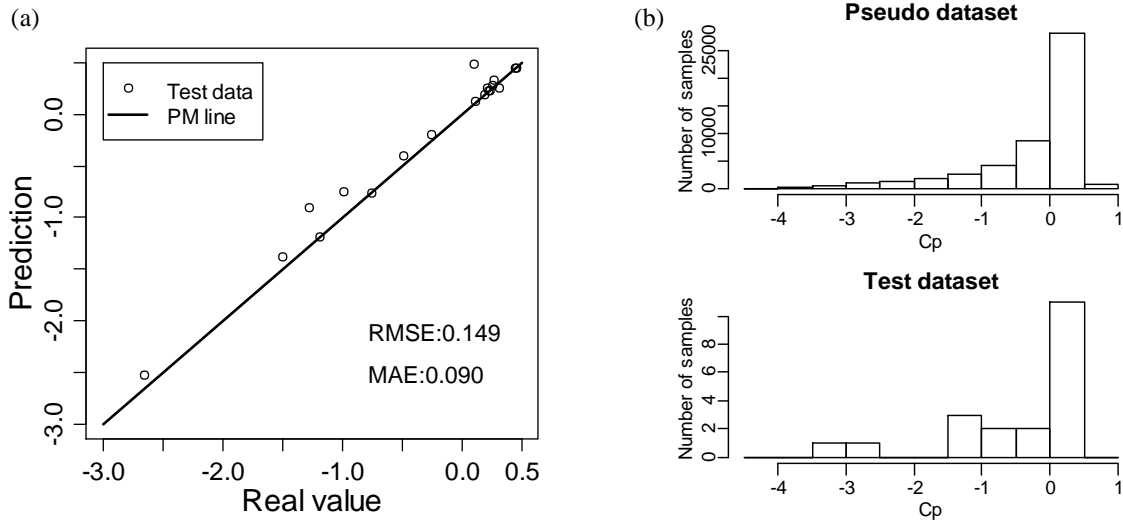 (a)
Test data
PM line
0.0
-1.0
-2.0
-3.0
Prediction
RMSE:0.149
MAE:0.090
-3.0 -2.0 -1.0 0.0 0.5
Real value
(b)
Pseudo dataset
Number of samples
25000
10000
0
-4 -3 -2 -1 0 1
Cp
Test dataset
Number of samples
8
6
4
2
0
-4 -3 -2 -1 0 1
Cp